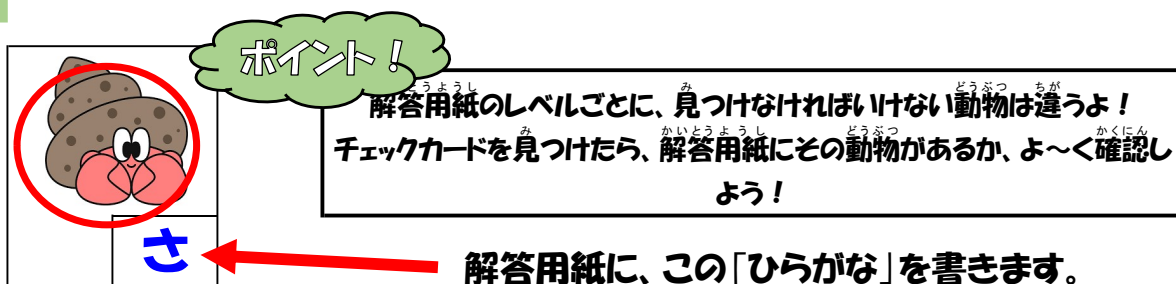 ポイント！
解答用紙のレベルごとに、見つけなければいけない動物は違うよ！
チェックカードを見つけたら、解答用紙にその動物があるか、よ～く確認し
よう！
さ
解答用紙に、この「ひらがな」を書きます。